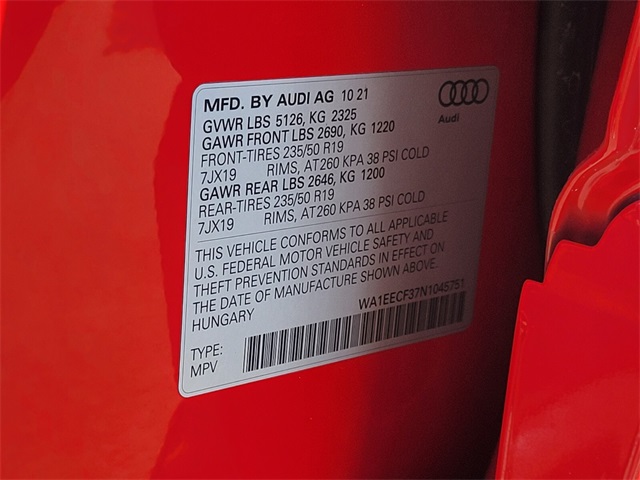 MFD. BY AUDI AG 10 21
GVWR LBS 5126, KG 2325
GAWR FRONT LBS 2690, KG 1220
FRONT-TIRES 235/50 R19
7JX19 RIMS, AT260 KPA 38 PSI COLD
GAWR REAR LBS 2646, KG 1200
REAR-TIRES 235/50 R19
7JX19 RIMS, AT260 KPA 38 PSI COLD
Audi
THIS VEHICLE CONFORMS TO ALL APPLICABLE
U.S. FEDERAL MOTOR VEHICLE SAFETY AND
THEFT PREVENTION STANDARDS IN EFFECT ON
THE DATE OF MANUFACTURE SHOWN ABOVE.
HUNGARY
WA1EECF37N1045751
TYPE:
MPV